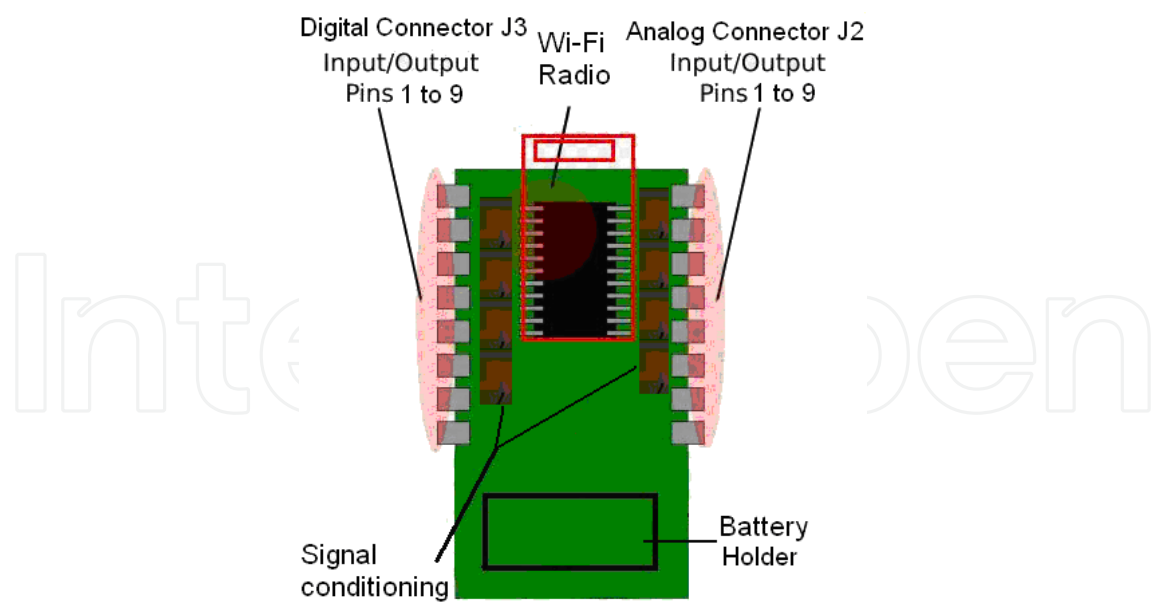 Digital Connector J3
Input/Output
Pins 1 to 9
Wi-Fi
Radio
Analog Connector J2
Input/Output
Pins 1 to 9
Signal
conditioning
Battery
Holder